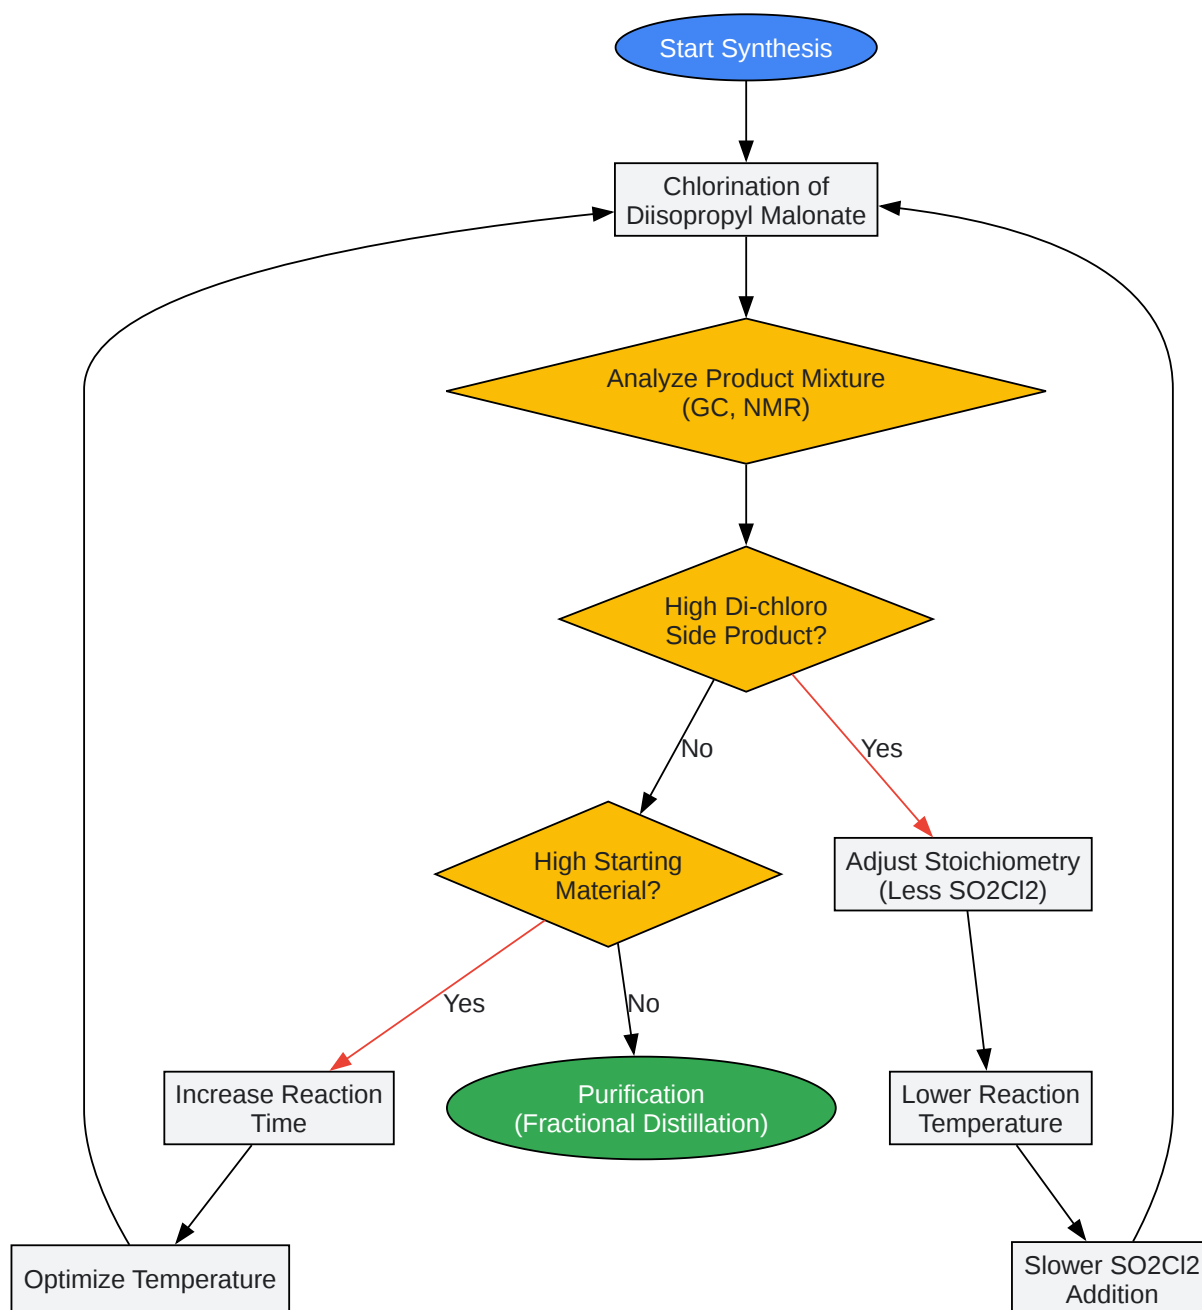 Start Synthesis
Chlorination of
Diisopropyl Malonate
Analyze Product Mixture
(GC, NMR)
High Di-chloro
Side Product?
No
Yes
High Starting
Material?
Adjust Stoichiometry
(Less SO2Cl2)
Yes
No
Increase Reaction
Time
Purification
(Fractional Distillation)
Lower Reaction
Temperature
Optimize Temperature
Slower SO2Cl2
Addition